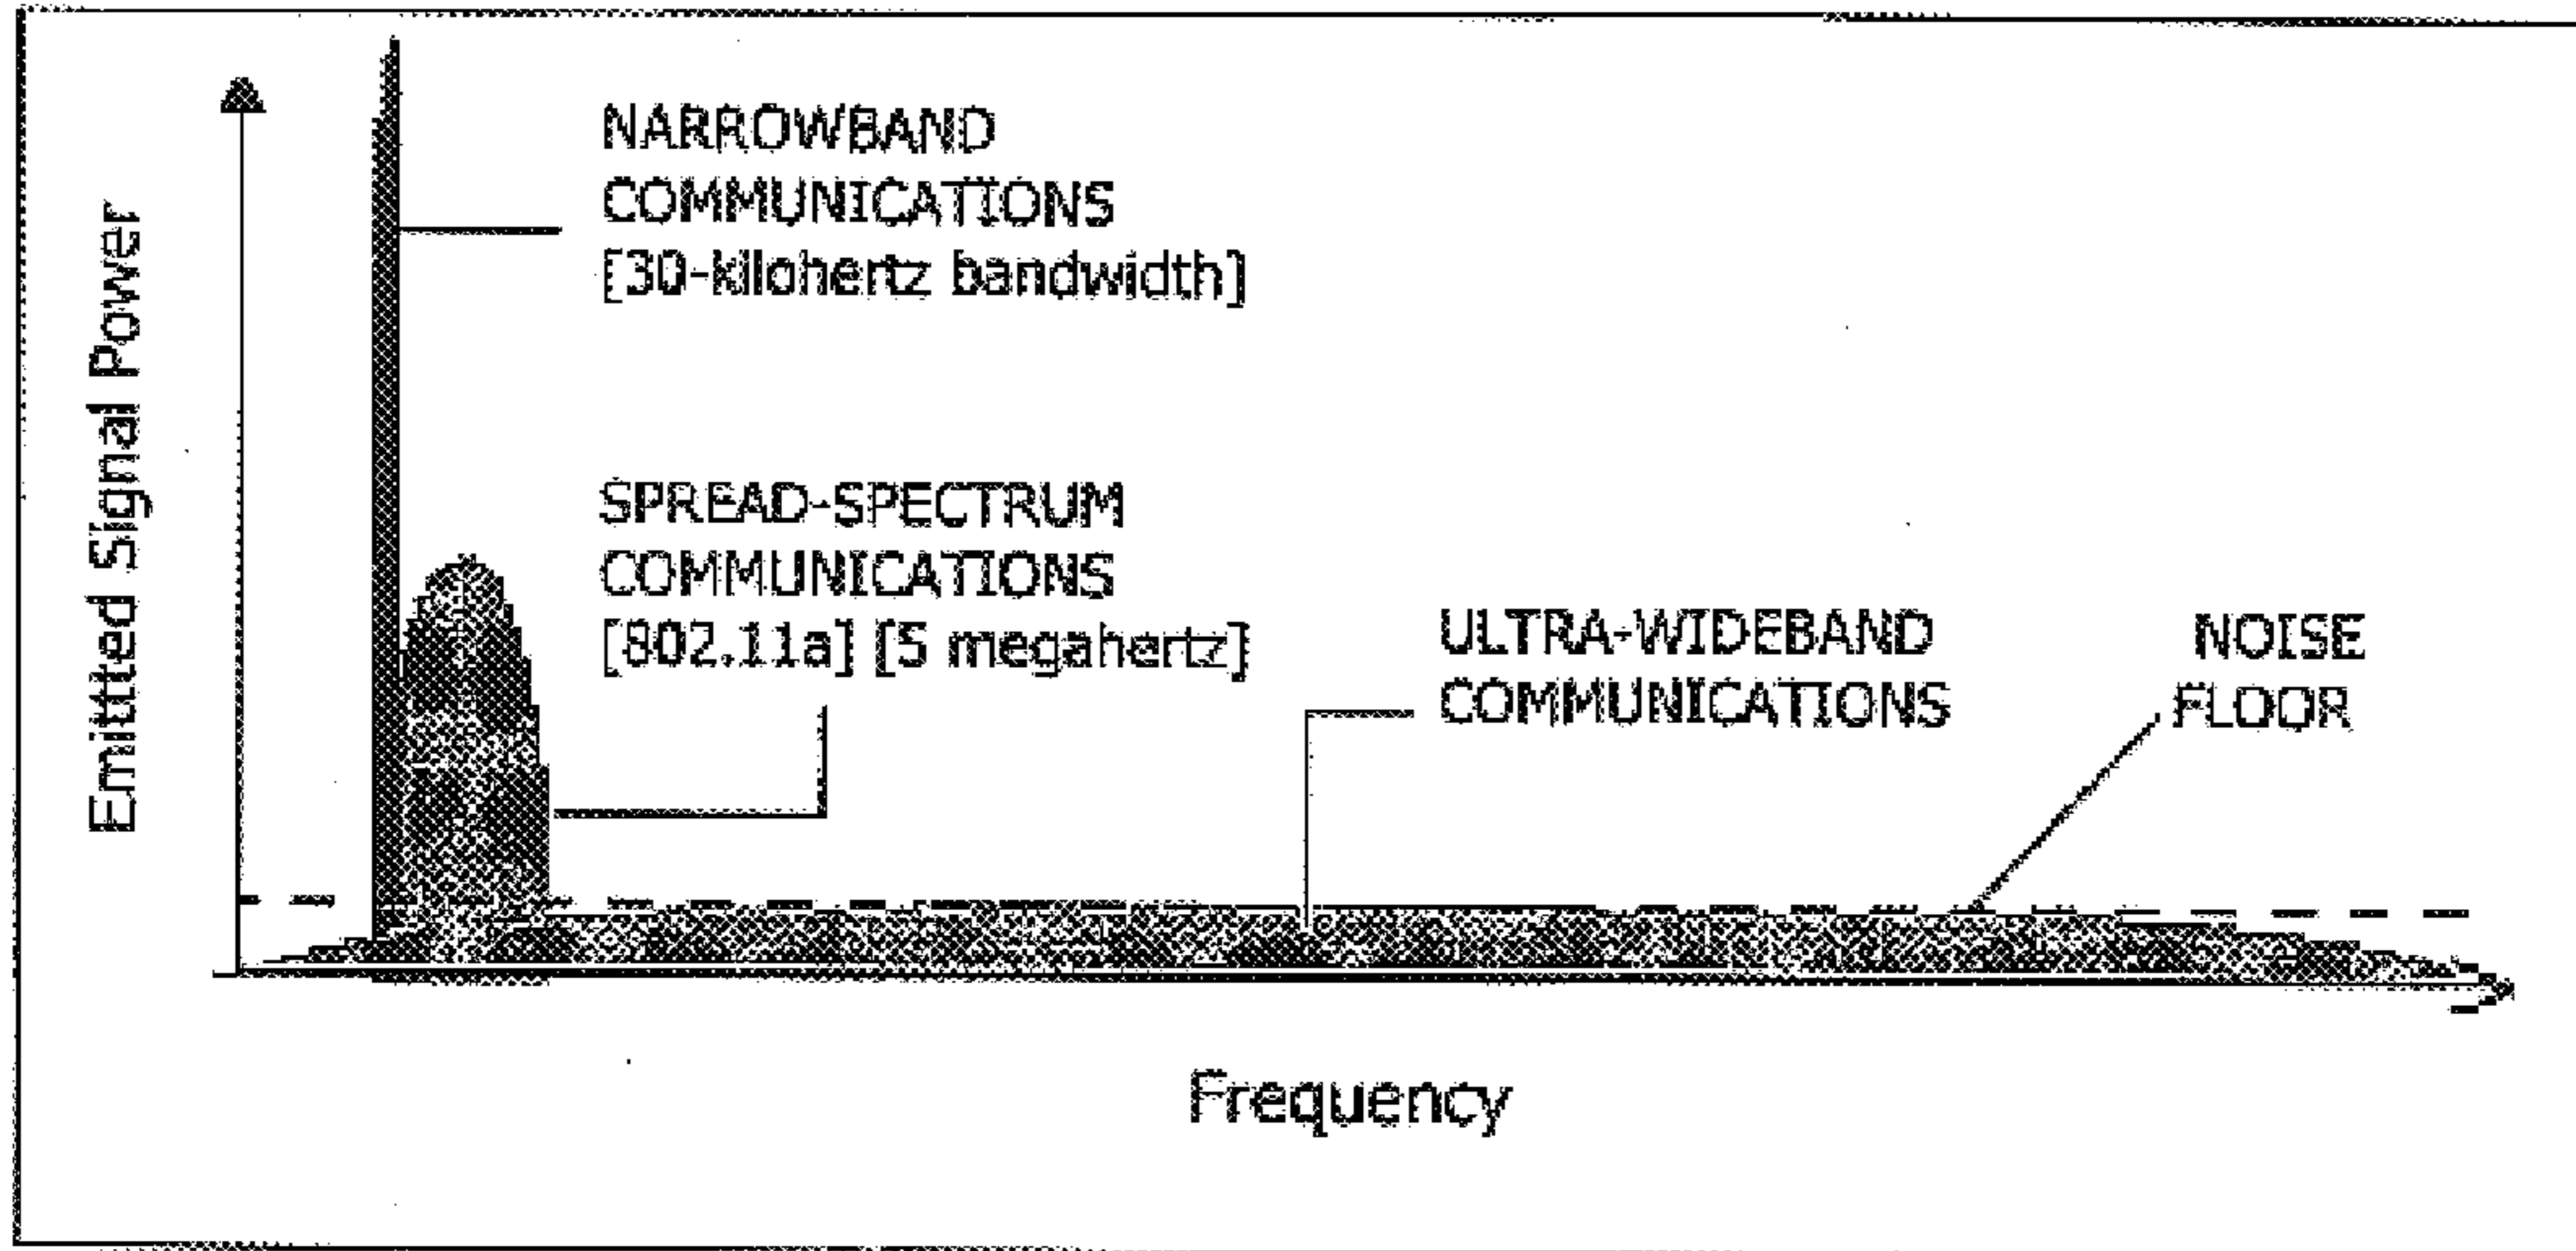 Emitted Signal Power
NARROWBAND
COMMUNICATIONS
[30-kilohertz bandwidth]
SPREAD-SPECTRUM
COMMUNICATIONS
[802.11a] [5 megahertz]
ULTRA-WIDEBAND
COMMUNICATIONS
NOISE
FLOOR
Frequency